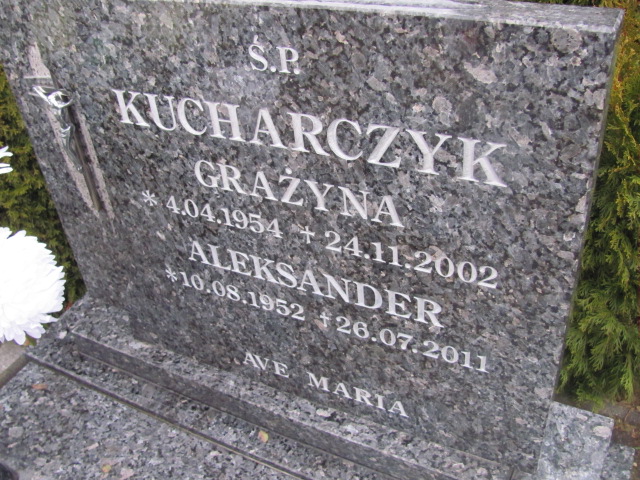 Ś.P.
KUCHARCZYK
GRAŻYNA
* 4.04.1954 + 24.11.2002
ALEKSANDER
*10.08.1952 +26.07.2011
AVE MARIA